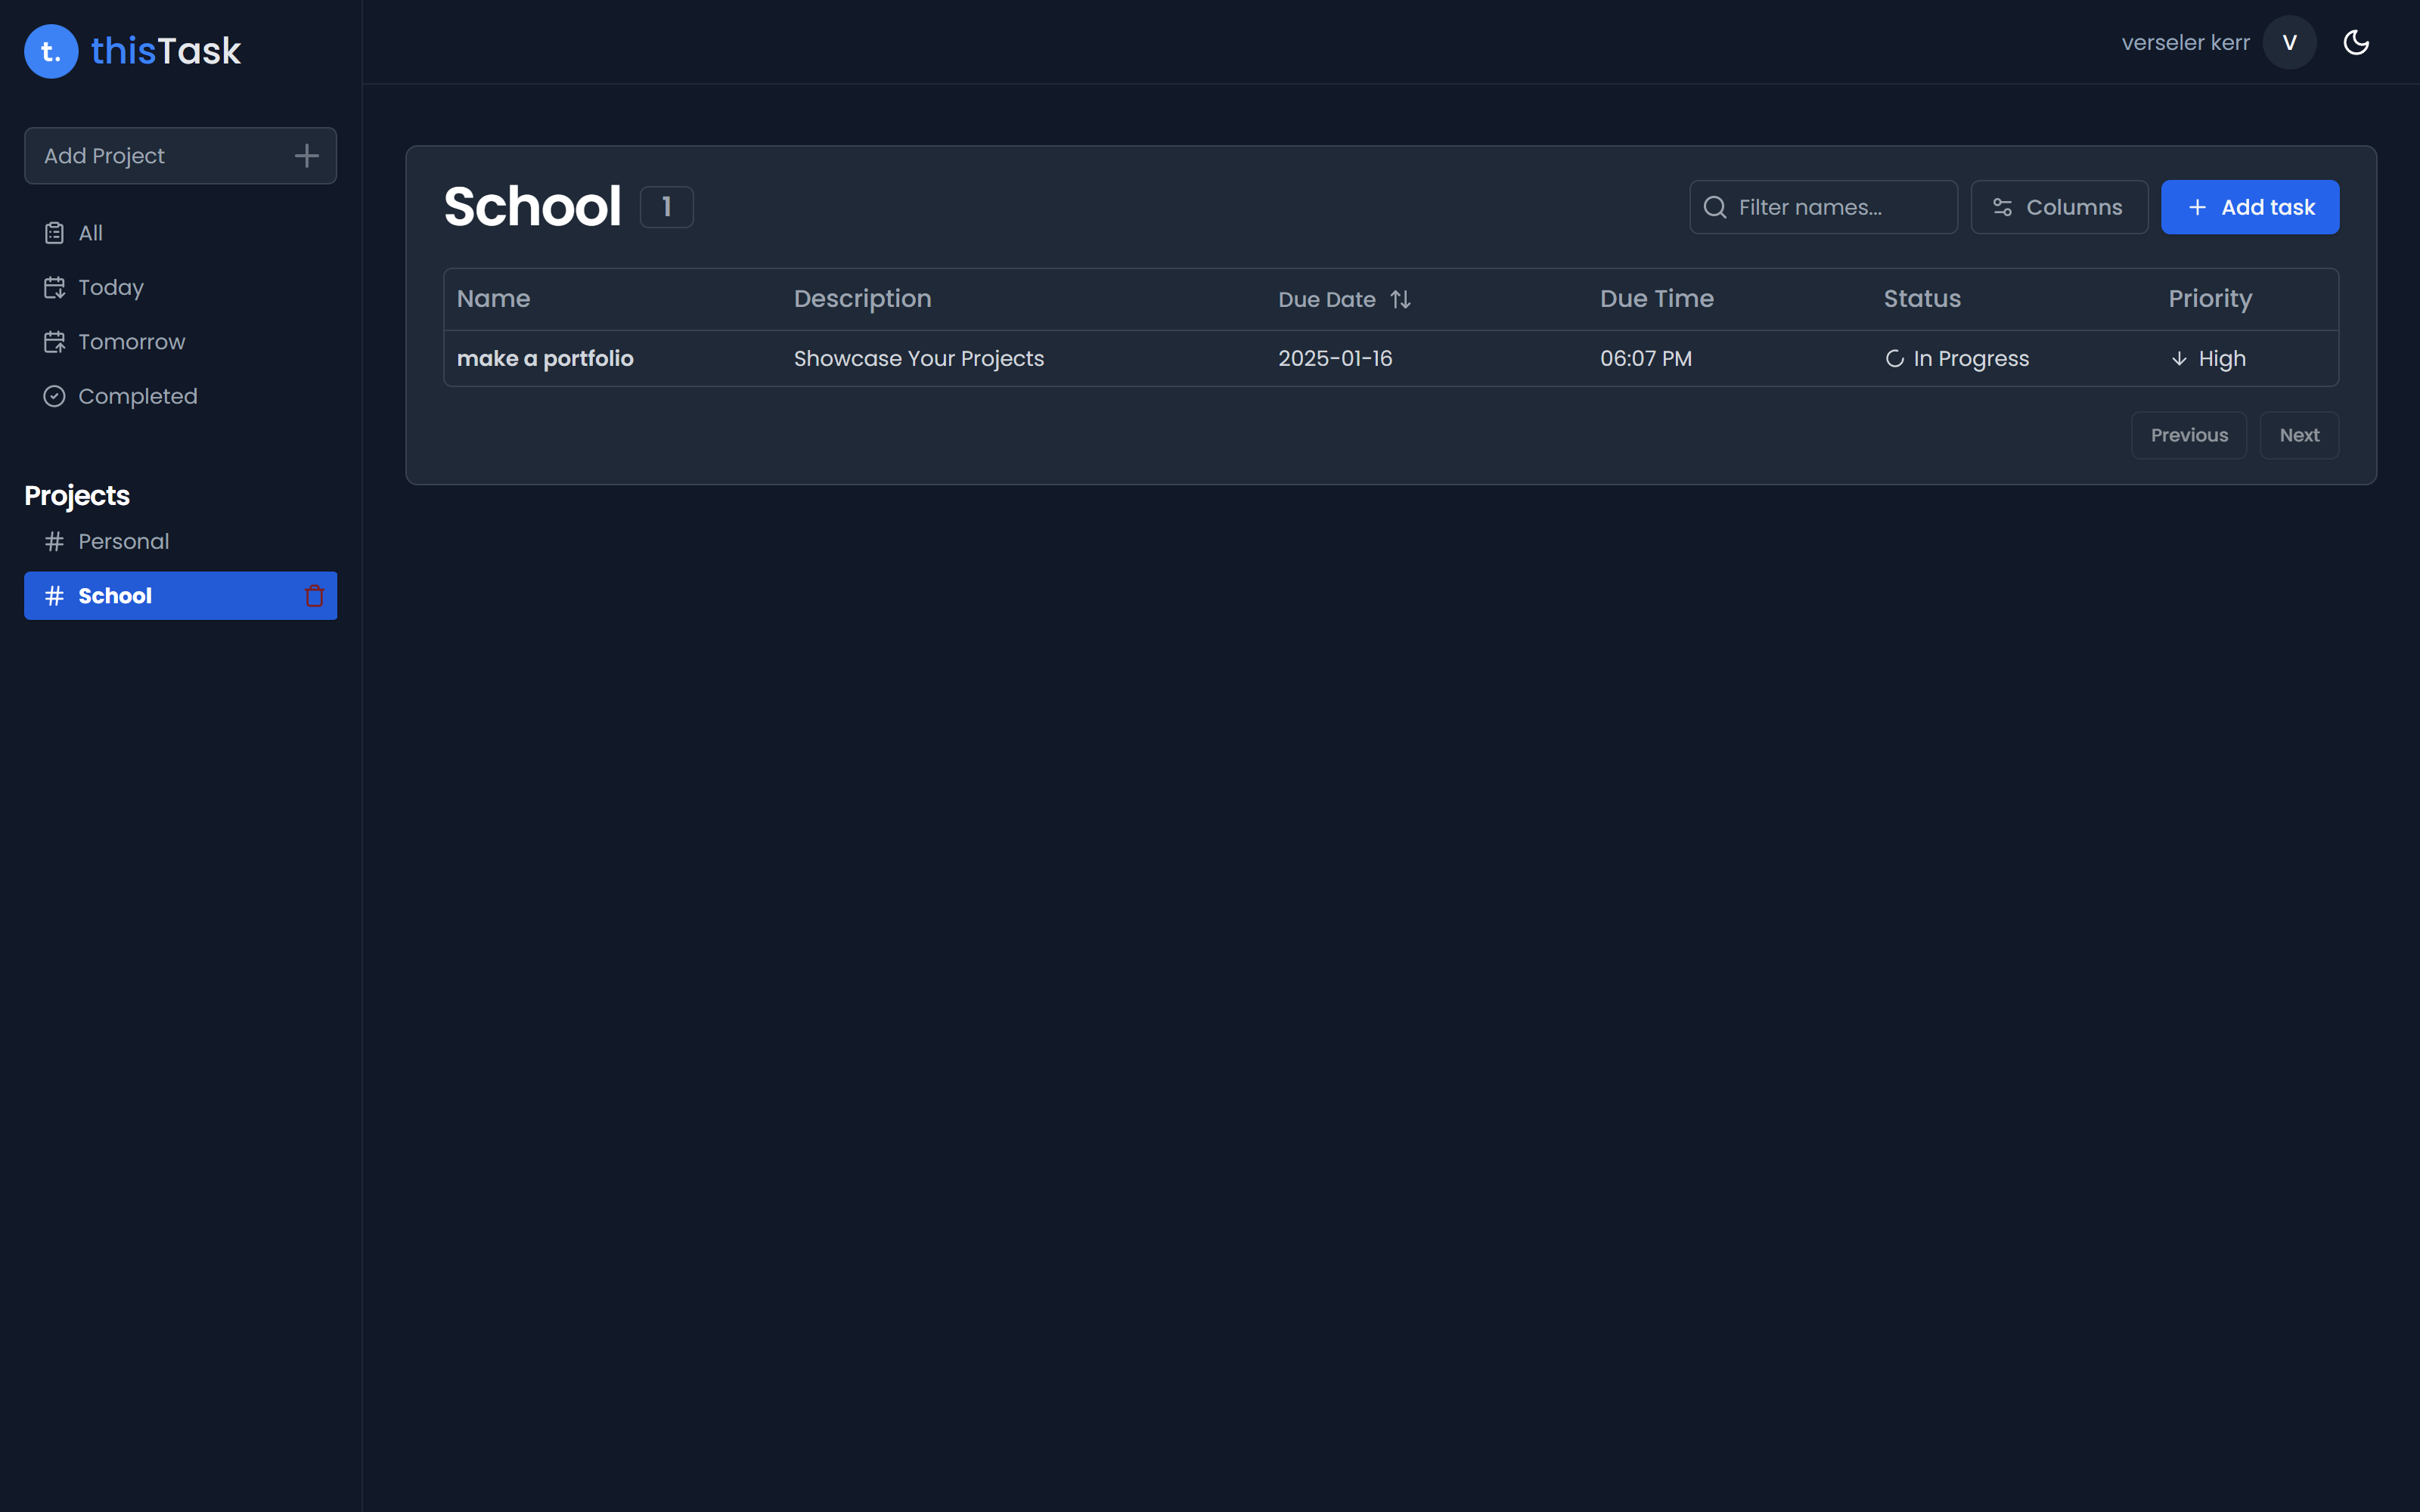 t. thisTask
verseler kerr V
Add Project
All
Today
Tomorrow
Completed
Projects
# Personal
# School
School 1
Filter names...
Columns
Add task
Name Description Due Date Due Time Status Priority
make a portfolio Showcase Your Projects 2025-01-16 06:07 PM In Progress High
Previous Next